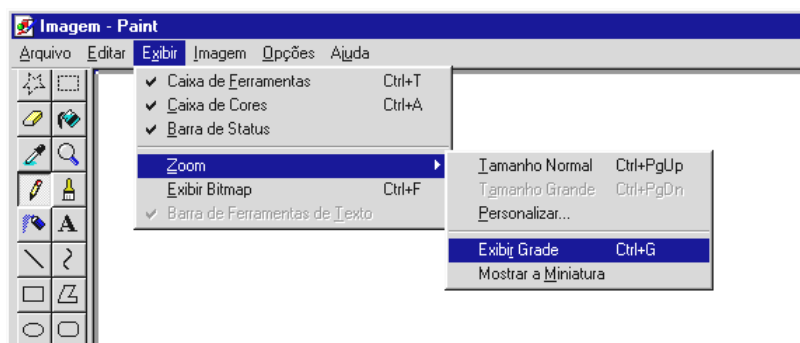 Imagem - Paint
Arquivo Editar Exibir Imagem Opções Ajuda
Caixa de Ferramentas Ctrl+T
Caixa de Cores Ctrl+A
Barra de Status
Zoom
Exibir Bitmap Ctrl+F
Barra de Ferramentas de Texto
Tamanho Normal Ctrl+PgUp
Tamanho Grande Ctrl+PgDn
Personalizar...
Exibir Grade Ctrl+G
Mostrar a Miniatura
A